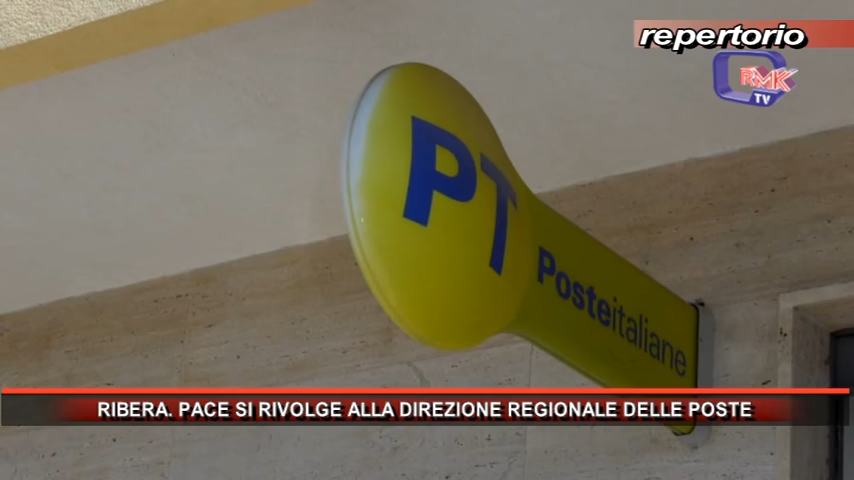 repertorio
RMK
TV
PT
Posteitaliane
RIBERA. PACE SI RIVOLGE ALLA DIREZIONE REGIONALE DELLE POSTE